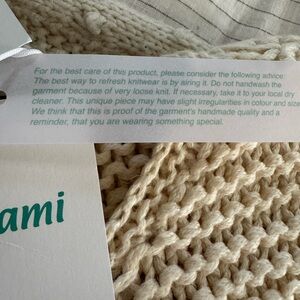 For the best care of this product, please consider the following advice:
The best way to refresh knitwear is by airing it. Do not handwash the
garment because of very loose knit. If necessary, take it to your local dry
cleaner. This unique piece may have slight irregularities in colour and size.
We think that this is proof of the garment's handmade quality and a
reminder, that you are wearing something special.
ami